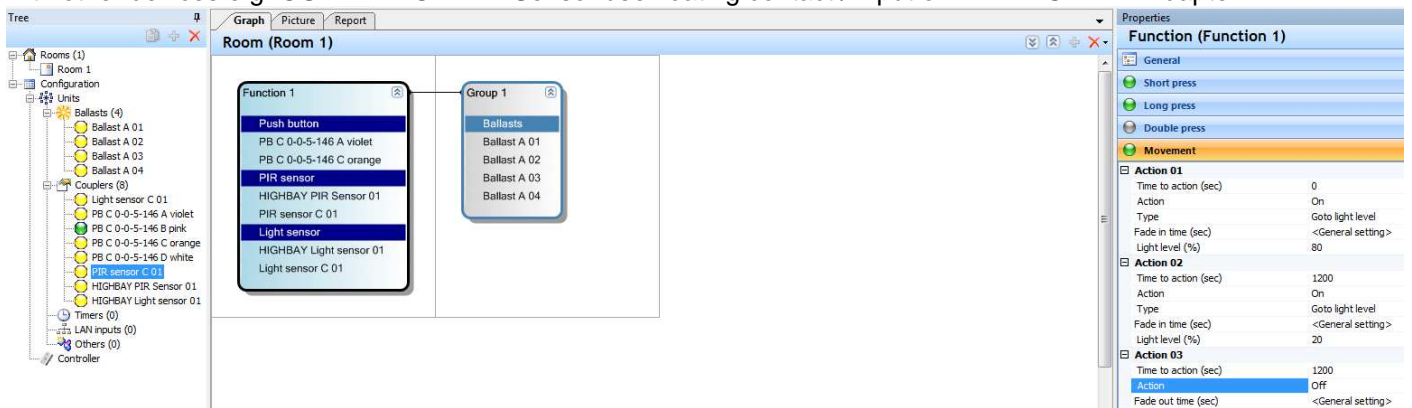 Tree
Rooms (1)
Room 1
Configuration
Units
Ballasts (4)
Ballast A 01
Ballast A 02
Ballast A 03
Ballast A 04
Couplers (8)
Light sensor C 01
PB C 0-0-5-146 A violet
PB C 0-0-5-146 B pink
PB C 0-0-5-146 C orange
PB C 0-0-5-146 D white
PIR sensor C 01
HIGHBAY PIR Sensor 01
HIGHBAY Light sensor 01
Timers (0)
LAN inputs (0)
Others (0)
Controller
Graph Picture Report
Room (Room 1)
Function 1
Push button
PB C 0-0-5-146 A violet
PB C 0-0-5-146 C orange
PIR sensor
HIGHBAY PIR Sensor 01
PIR sensor C 01
Light sensor
HIGHBAY Light sensor 01
Light sensor C 01
Group 1
Ballasts
Ballast A 01
Ballast A 02
Ballast A 03
Ballast A 04
Properties
Function (Function 1)
General
Short press
Long press
Double press
Movement
Action 01
Time to action (sec) 0
Action On
Type Goto light level
Fade in time (sec) <General setting>
Light level (%) 80
Action 02
Time to action (sec) 1200
Action On
Type Goto light level
Fade in time (sec) <General setting>
Light level (%) 20
Action 03
Time to action (sec) 1200
Action Off
Fade out time (sec) <General setting>